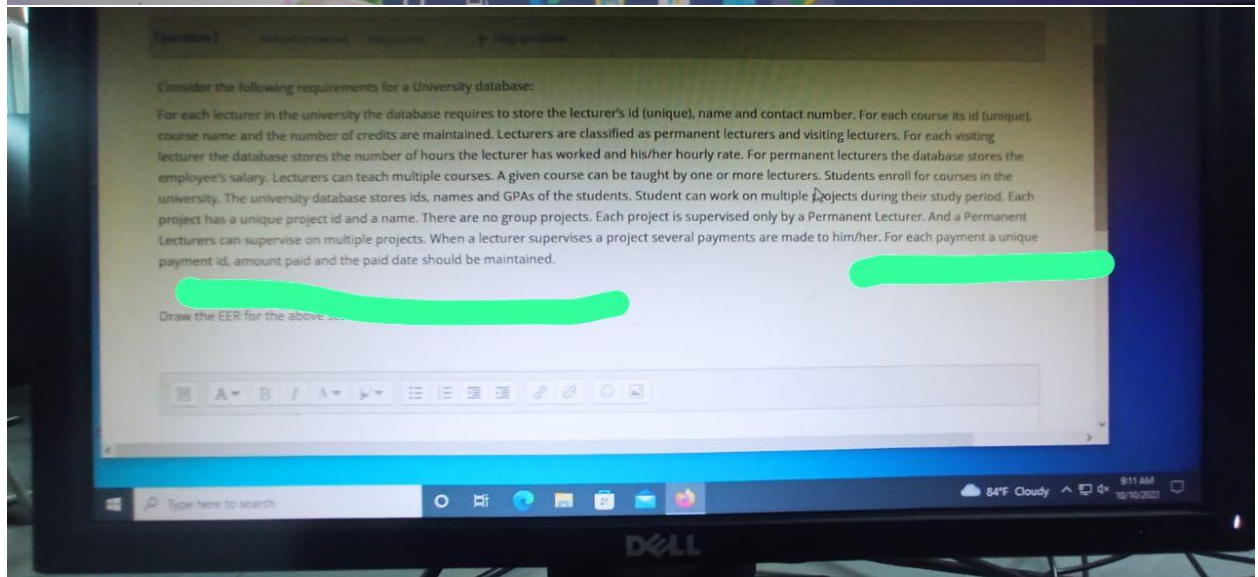 Question 1 Not yet answered Flag question
Consider the following requirements for a University database:
For each lecturer in the university the database requires to store the lecturer's id (unique), name and contact number. For each course its id (unique),
course name and the number of credits are maintained. Lecturers are classified as permanent lecturers and visiting lecturers. For each visiting
lecturer the database stores the number of hours the lecturer has worked and his/her hourly rate. For permanent lecturers the database stores the
employee's salary. Lecturers can teach multiple courses. A given course can be taught by one or more lecturers. Students enroll for courses in the
university. The university database stores ids, names and GPAs of the students. Student can work on multiple projects during their study period. Each
project has a unique project id and a name. There are no group projects. Each project is supervised only by a Permanent Lecturer. And a Permanent
Lecturers can supervise on multiple projects. When a lecturer supervises a project several payments are made to him/her. For each payment a unique
payment id, amount paid and the paid date should be maintained.
Draw the EER for the above
A B I A
Type here to search
84°F Cloudy
9:11 AM
10/10/2022
DELL